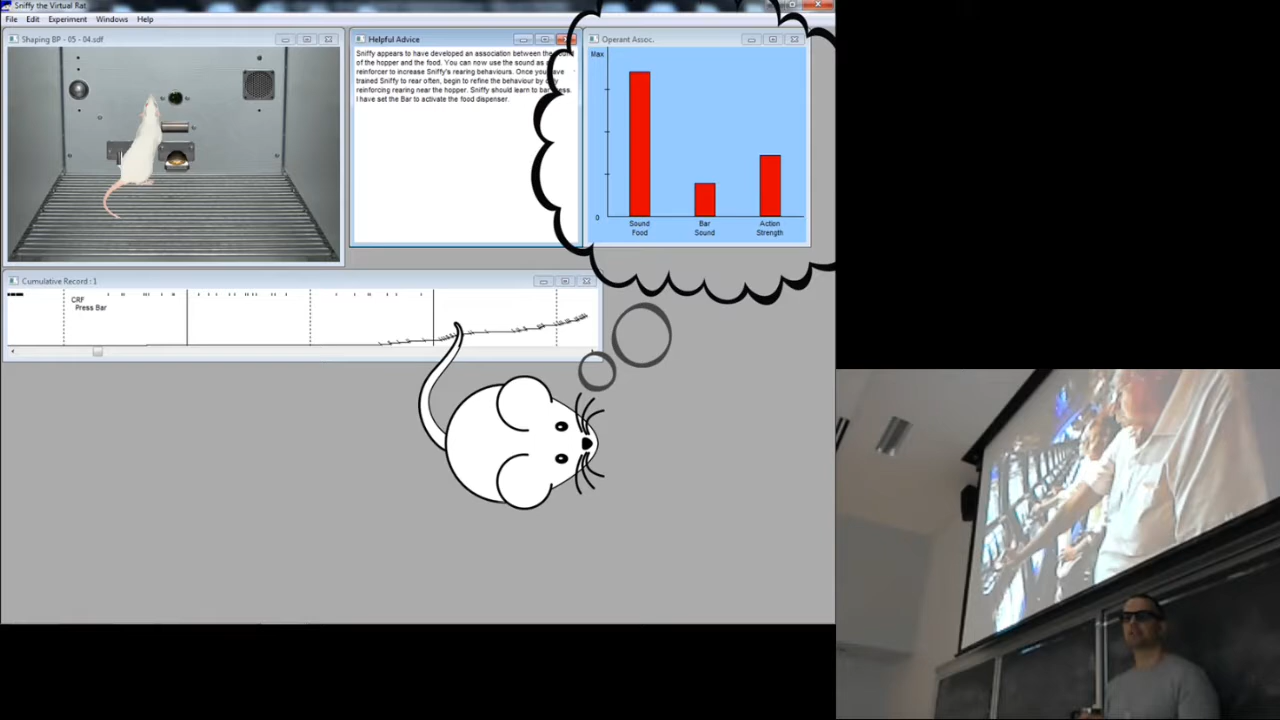 Sniffy the Virtual Rat
File Edit Experiment Windows Help
Shaping BP - 05 - 04.sdf
Helpful Advice
Sniffy appears to have developed an association between the
of the hopper and the food. You can now use the sound as
reinforcer to increase Sniffy's rearing behaviours. Once you have
trained Sniffy to rear often, begin to refine the behaviour by only
reinforcing rearing near the hopper. Sniffy should learn to bar press.
I have set the Bar to activate the food dispenser.
Operant Assoc.
Max
0
Sound
Food
Bar
Sound
Action
Strength
Cumulative Record : 1
CRF
Press Bar